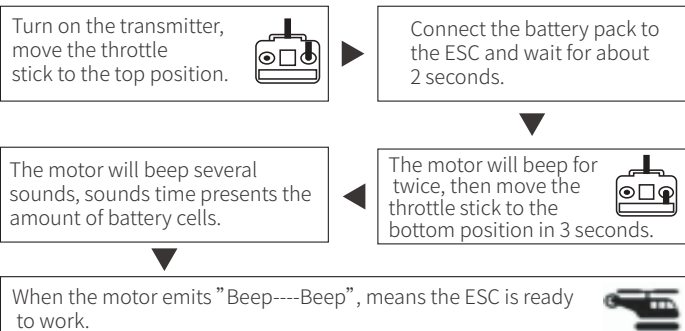 Turn on the transmitter,
move the throttle
stick to the top position.
Connect the battery pack to
the ESC and wait for about
2 seconds.
The motor will beep for
twice, then move the
throttle stick to the
bottom position in 3 seconds.
The motor will beep several
sounds, sounds time presents the
amount of battery cells.
When the motor emits ”Beep----Beep”, means the ESC is ready
to work.